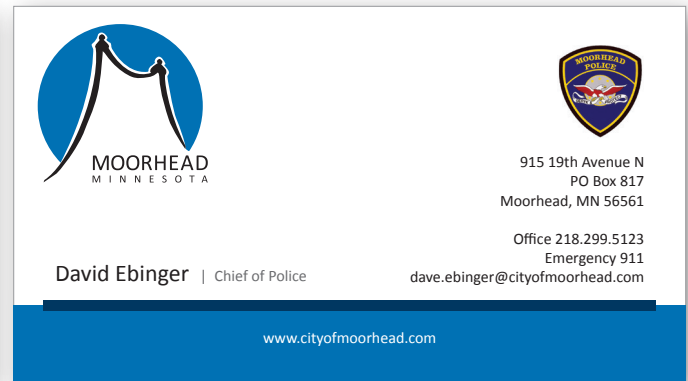 MOORHEAD
MINNESOTA
MOORHEAD
POLICE
915 19th Avenue N
PO Box 817
Moorhead, MN 56561
Office 218.299.5123
Emergency 911
David Ebinger | Chief of Police
dave.ebinger@cityofmoorhead.com
www.cityofmoorhead.com